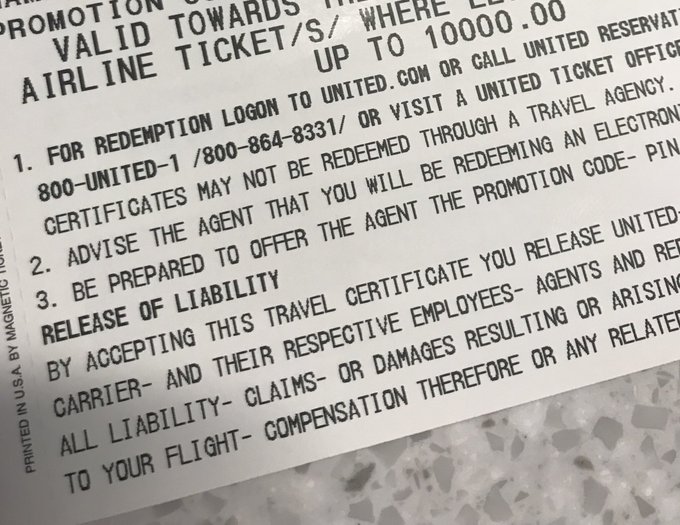 PROMOTION
VALID TOWARDS
AIRLINE TICKET/S/ WHERE
UP TO 10000.00
1. FOR REDEMPTION LOGON TO UNITED.COM OR CALL UNITED RESERVAT
800-UNITED-1 /800-864-8331/ OR VISIT A UNITED TICKET OFFICE
CERTIFICATES MAY NOT BE REDEEMED THROUGH A TRAVEL AGENCY.
2. ADVISE THE AGENT THAT YOU WILL BE REDEEMING AN ELECTRON
3. BE PREPARED TO OFFER THE AGENT THE PROMOTION CODE- PIN
RELEASE OF LIABILITY
BY ACCEPTING THIS TRAVEL CERTIFICATE YOU RELEASE UNITED-
CARRIER- AND THEIR RESPECTIVE EMPLOYEES- AGENTS AND REP
ALL LIABILITY- CLAIMS- OR DAMAGES RESULTING OR ARISING
TO YOUR FLIGHT- COMPENSATION THEREFORE OR ANY RELATED
PRINTED IN U.S.A. BY MAGNETIC